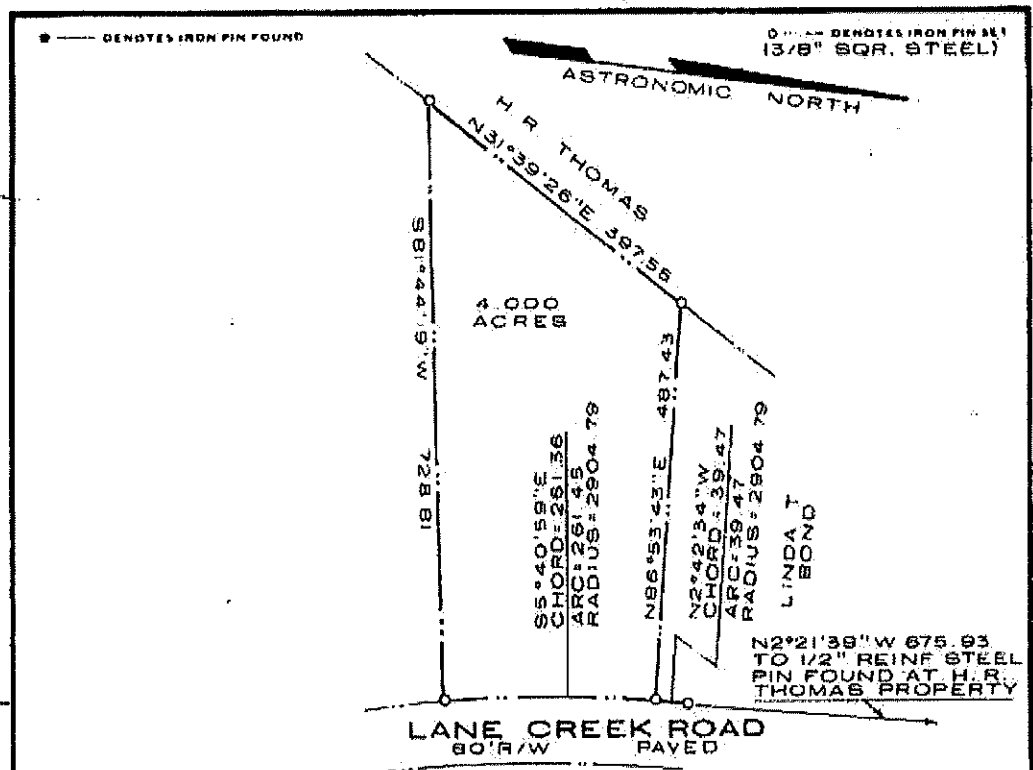 DENOTES IRON PIN FOUND
DENOTES IRON PIN SET
(3/8" SQR. STEEL)
ASTRONOMIC NORTH
H. R. THOMAS
N31°39'26"E 397.56
S81°44'9"W 728.81
4.000
ACRES
N86°53'43"E 487.43
S5°40'59"E
CHORD=261.36
ARC=261.45
RADIUS=2904.79
N2°42'34"W
CHORD=39.47
ARC=39.47
RADIUS=2904.79
LINDA T
BOND
N2°21'39"W 675.93
TO 1/2" REINF STEEL
PIN FOUND AT H.R.
THOMAS PROPERTY
LANE CREEK ROAD
80'R/W PAVED